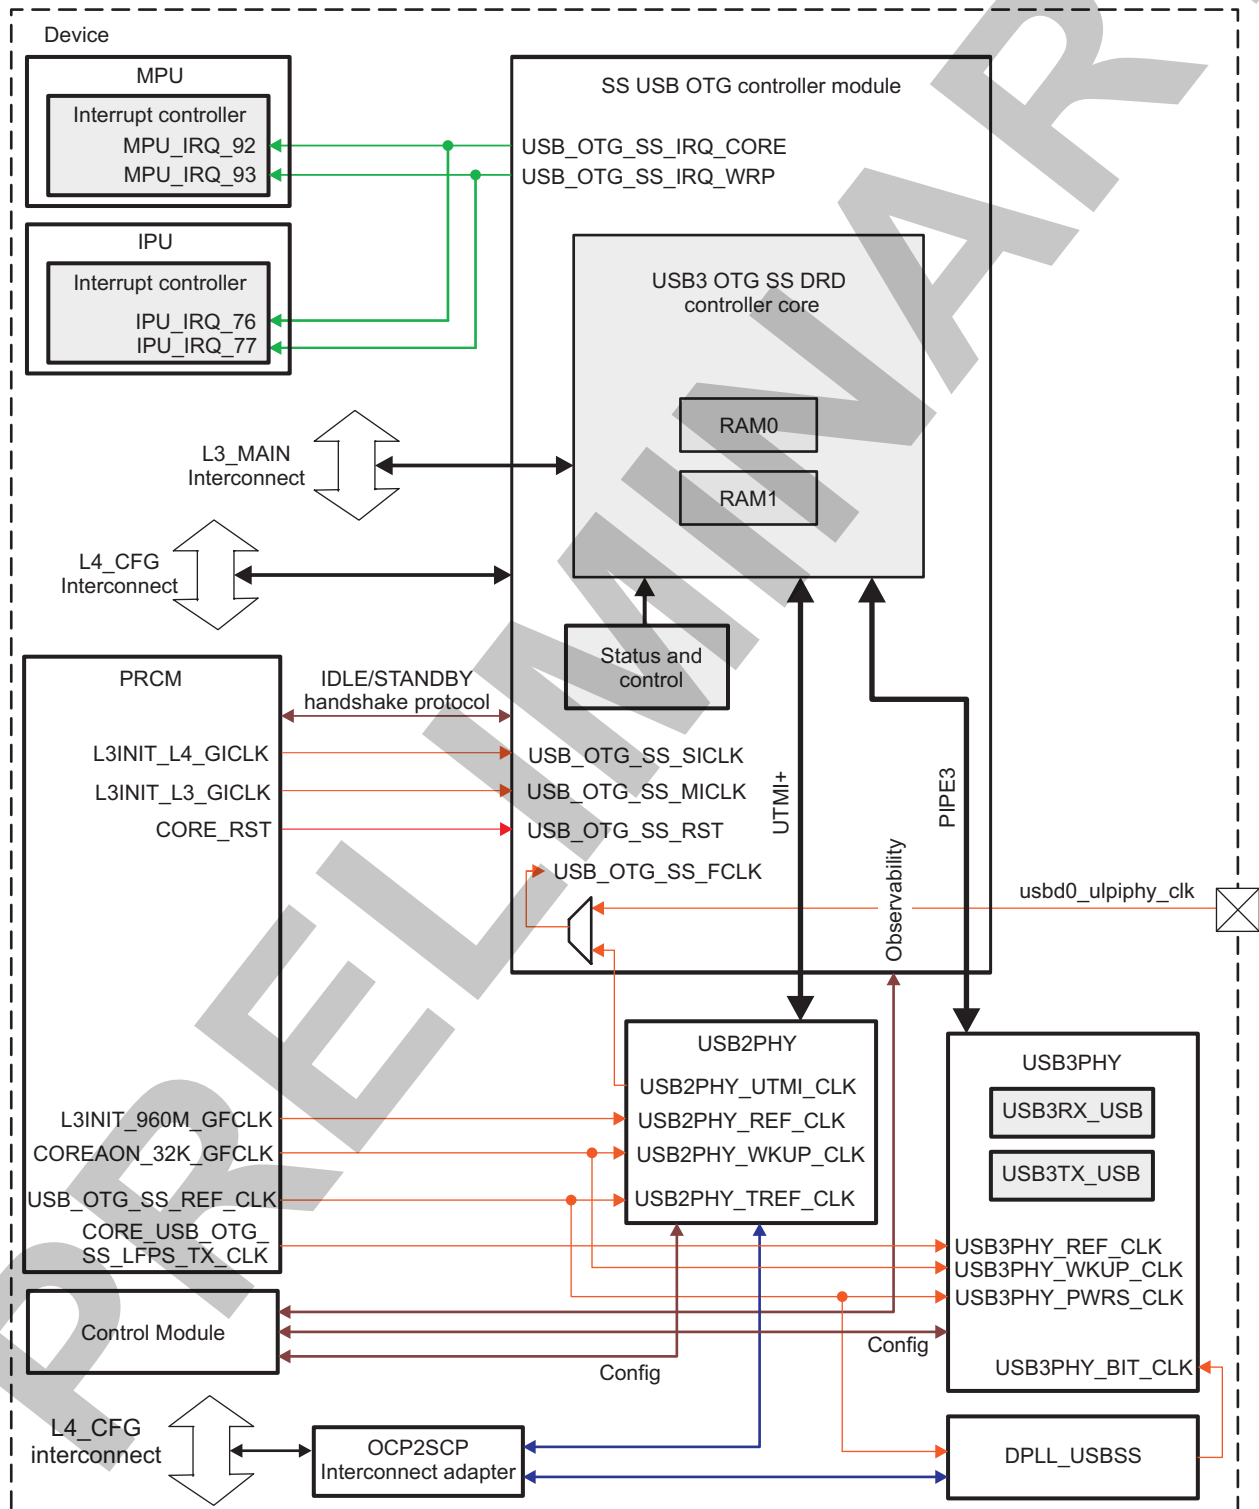 Device
MPU
Interrupt controller
MPU_IRQ_92
MPU_IRQ_93
IPU
Interrupt controller
IPU_IRQ_76
IPU_IRQ_77
SS USB OTG controller module
USB_OTG_SS_IRQ_CORE
USB_OTG_SS_IRQ_WRP
USB3 OTG SS DRD
controller core
RAM0
RAM1
L3_MAIN
Interconnect
L4_CFG
Interconnect
Status and
control
PRCM
IDLE/STANDBY
handshake protocol
L3INIT_L4_GICLK
USB_OTG_SS_SICLK
L3INIT_L3_GICLK
USB_OTG_SS_MICLK
CORE_RST
USB_OTG_SS_RST
USB_OTG_SS_FCLK
UTMI+
PIPE3
Observability
usbd0_ulpiphy_clk
USB2PHY
USB2PHY_UTMI_CLK
L3INIT_960M_GFCLK
USB2PHY_REF_CLK
COREAON_32K_GFCLK
USB2PHY_WKUP_CLK
USB_OTG_SS_REF_CLK
USB2PHY_TREF_CLK
CORE_USB_OTG_
SS_LFPS_TX_CLK
USB3PHY
USB3RX_USB
USB3TX_USB
USB3PHY_REF_CLK
USB3PHY_WKUP_CLK
USB3PHY_PWRS_CLK
USB3PHY_BIT_CLK
Control Module
Config
Config
L4_CFG
interconnect
OCP2SCP
Interconnect adapter
DPLL_USBSS
PRELIMINAR